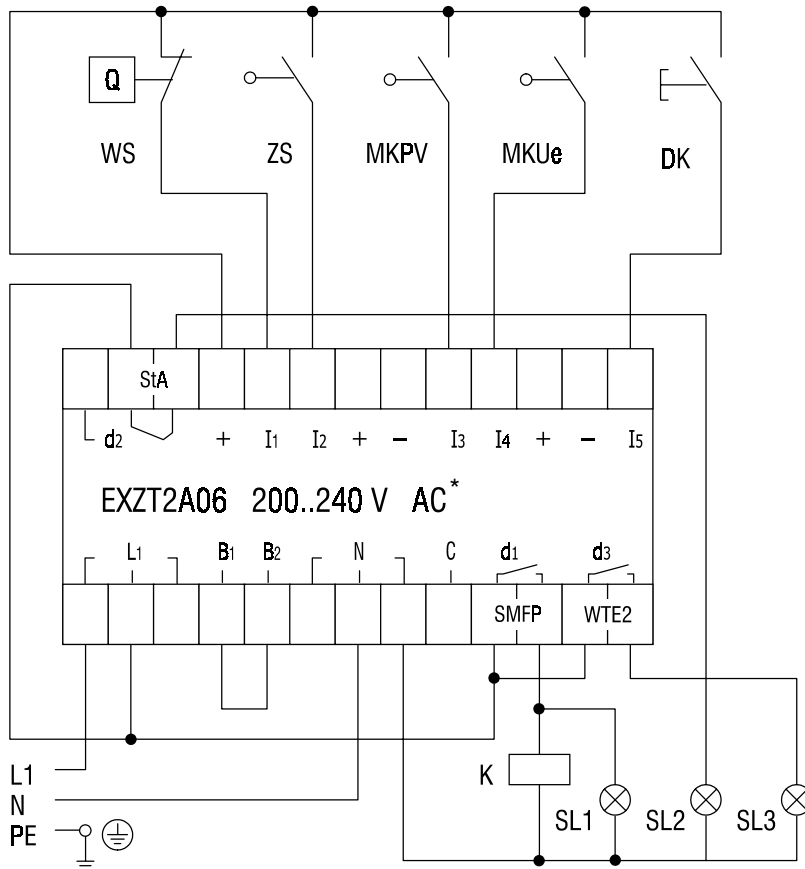 Q
WS ZS MKPV MKUe DK
StA
d2 + I1 I2 + – I3 I4 + – I5
EXZT2A06 200..240 V AC*
L1 B1 B2 N C d1 d3
SMFP WTE2
L1
N
PE
K SL1 SL2 SL3